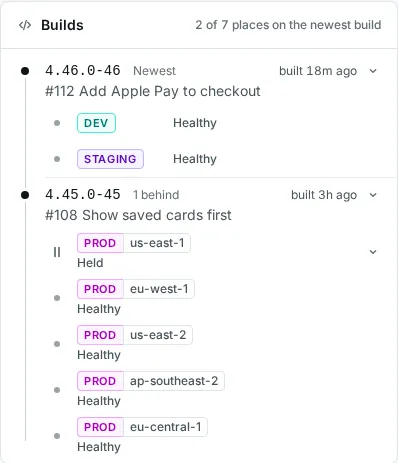 Builds 2 of 7 places on the newest build
4.46.0-46 Newest built 18m ago
#112 Add Apple Pay to checkout
DEV Healthy
STAGING Healthy
4.45.0-45 1 behind built 3h ago
#108 Show saved cards first
PROD us-east-1
Held
PROD eu-west-1
Healthy
PROD us-east-2
Healthy
PROD ap-southeast-2
Healthy
PROD eu-central-1
Healthy